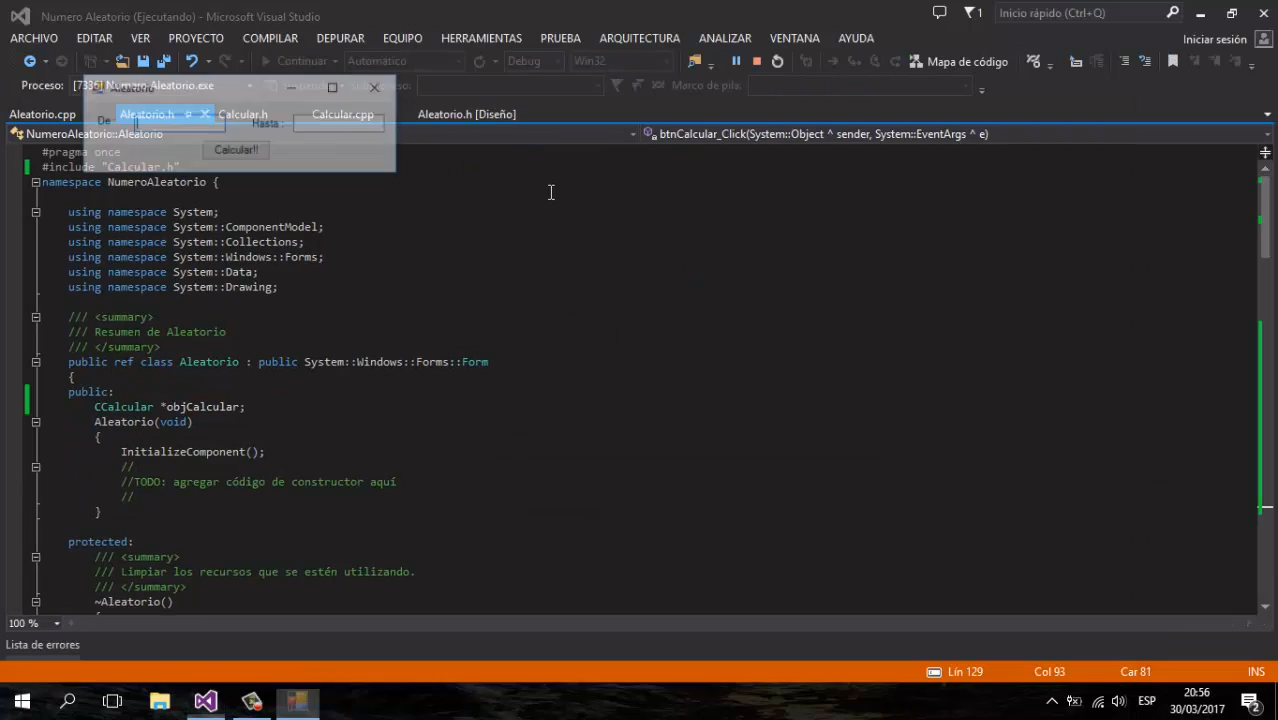 Numero Aleatorio (Ejecutando) - Microsoft Visual Studio
1
Inicio rápido (Ctrl+Q)
ARCHIVO EDITAR VER PROYECTO COMPILAR DEPURAR EQUIPO HERRAMIENTAS PRUEBA ARQUITECTURA ANALIZAR VENTANA AYUDA
Iniciar sesión
Continuar Automático Debug Win32 Mapa de código
Proceso: [7336] Numero Aleatorio.exe
Marco de pila:
Aleatorio
Aleatorio.cpp Aleatorio.h Calcular.h Calcular.cpp Aleatorio.h [Diseño]
De
Hasta :
NumeroAleatorio::Aleatorio
btnCalcular_Click(System::Object ^ sender, System::EventArgs ^ e)
Calcular!!
#pragma once
#include "Calcular.h"
namespace NumeroAleatorio {
using namespace System;
using namespace System::ComponentModel;
using namespace System::Collections;
using namespace System::Windows::Forms;
using namespace System::Data;
using namespace System::Drawing;
/// <summary>
/// Resumen de Aleatorio
/// </summary>
public ref class Aleatorio : public System::Windows::Forms::Form
{
public:
CCalcular *objCalcular;
Aleatorio(void)
{
InitializeComponent();
//
//TODO: agregar código de constructor aquí
//
}
protected:
/// <summary>
/// Limpiar los recursos que se estén utilizando.
/// </summary>
~Aleatorio()
100 %
Lista de errores
Lín 129 Col 93 Car 81 INS
ESP
20:56
30/03/2017
2